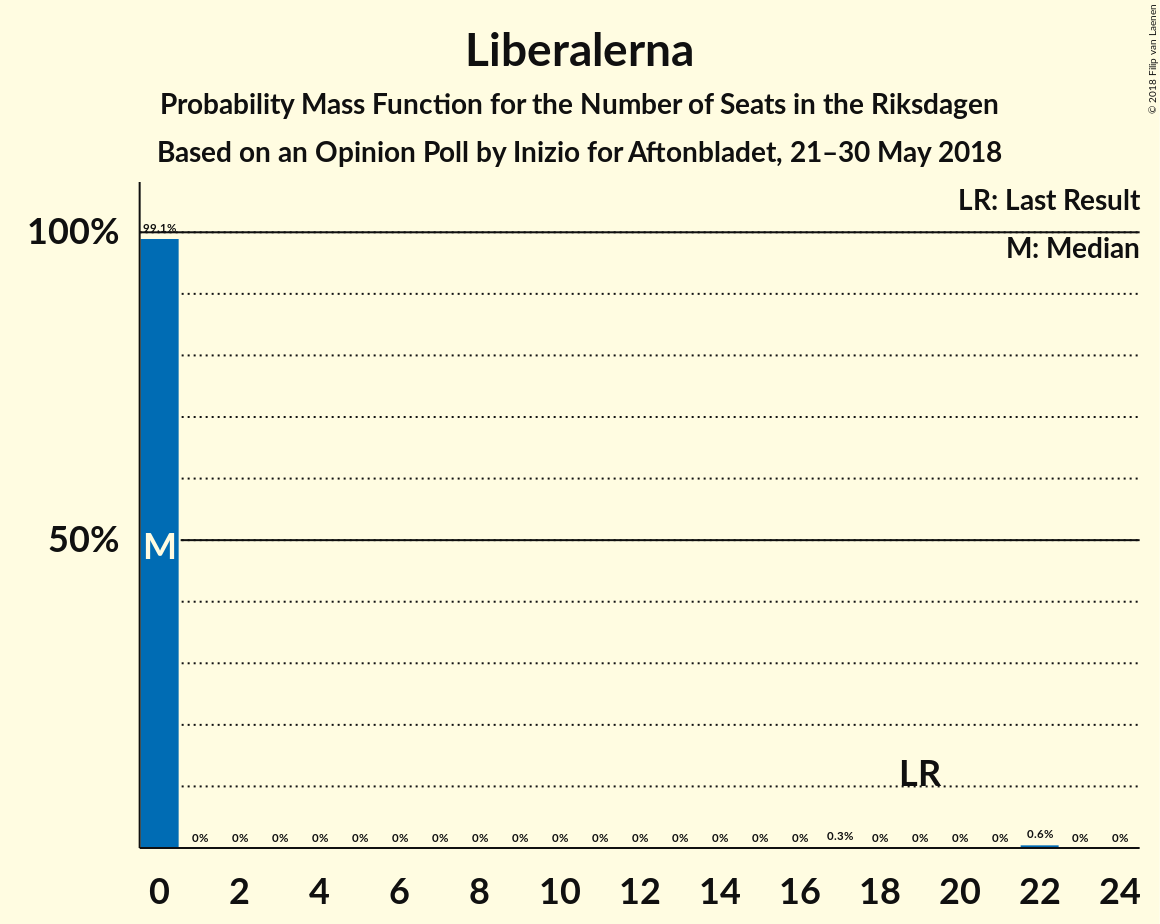 Liberalerna
Probability Mass Function for the Number of Seats in the Riksdagen
Based on an Opinion Poll by Inizio for Aftonbladet, 21–30 May 2018
© 2018 Filip van Laenen
LR: Last Result
M: Median
100%
50%
99.1%
M
LR
0% 0% 0% 0% 0% 0% 0% 0% 0% 0% 0% 0% 0% 0% 0% 0% 0.3% 0% 0% 0% 0% 0.6% 0% 0%
0 2 4 6 8 10 12 14 16 18 20 22 24